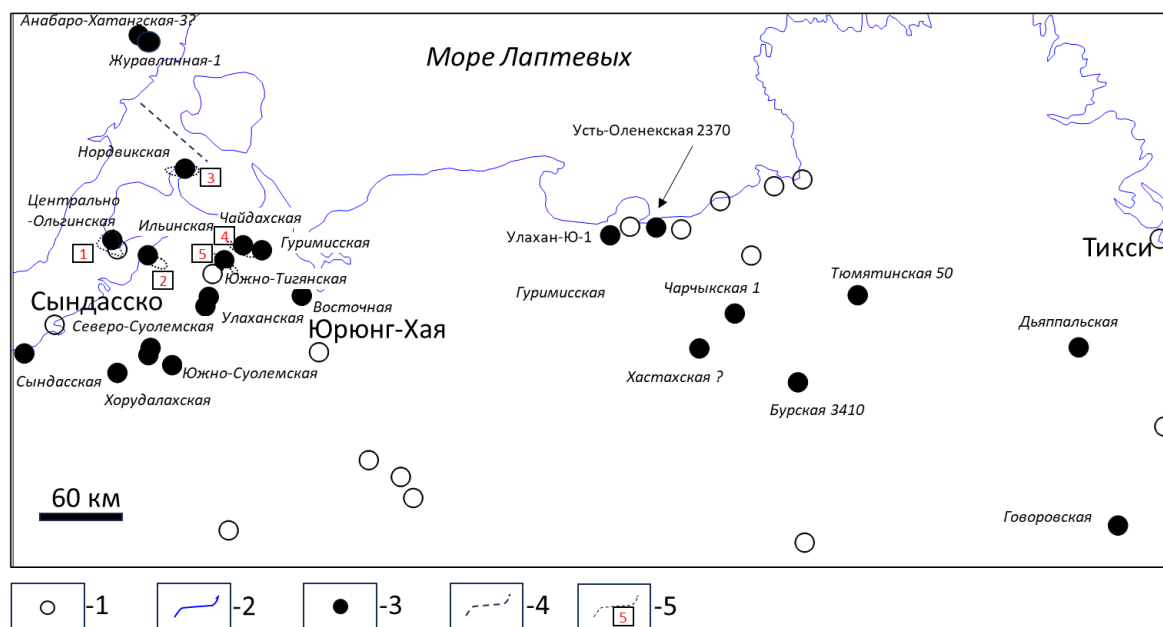 Анабаро-Хатангская-3?
Журавлинная-1
Море Лаптевых
Усть-Оленекская 2370
Нордвикская
3
Центрально
-Ольгинская
Ильинская
Чайдахская
4
Гуримисская
1
5
2
Улахан-Ю-1
Тикси
Южно-Тигянская
Тюмятинская 50
Гуримисская
Чарчыкская 1
Сындасско
Восточная
Улаханская
Северо-Суолемская
Юрюнг-Хая
Дьяппальская
Сындасская
Южно-Суолемская
Хастахская ?
Хорудалахская
Бурская 3410
60 км
Говоровская
-1
-2
-3
-4
5
-5